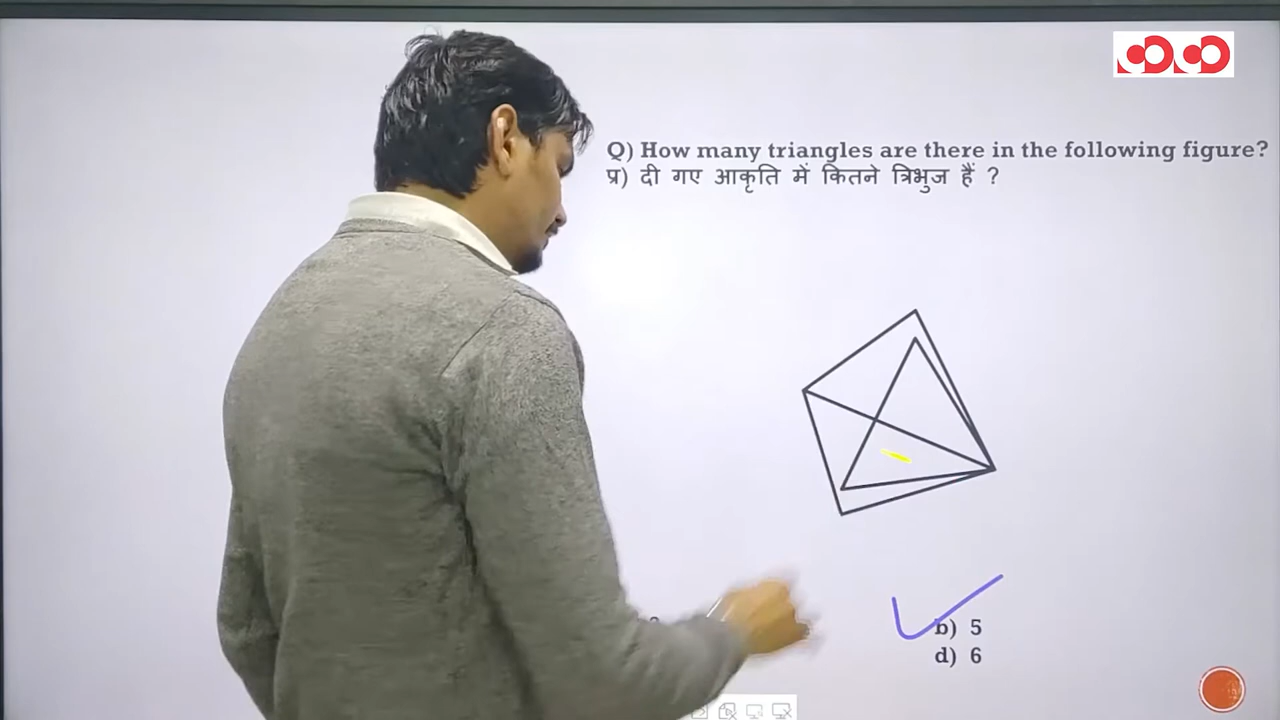 Q) How many triangles are there in the following figure?
प्र) दी गए आकृति में कितने त्रिभुज हैं ?
b) 5
d) 6